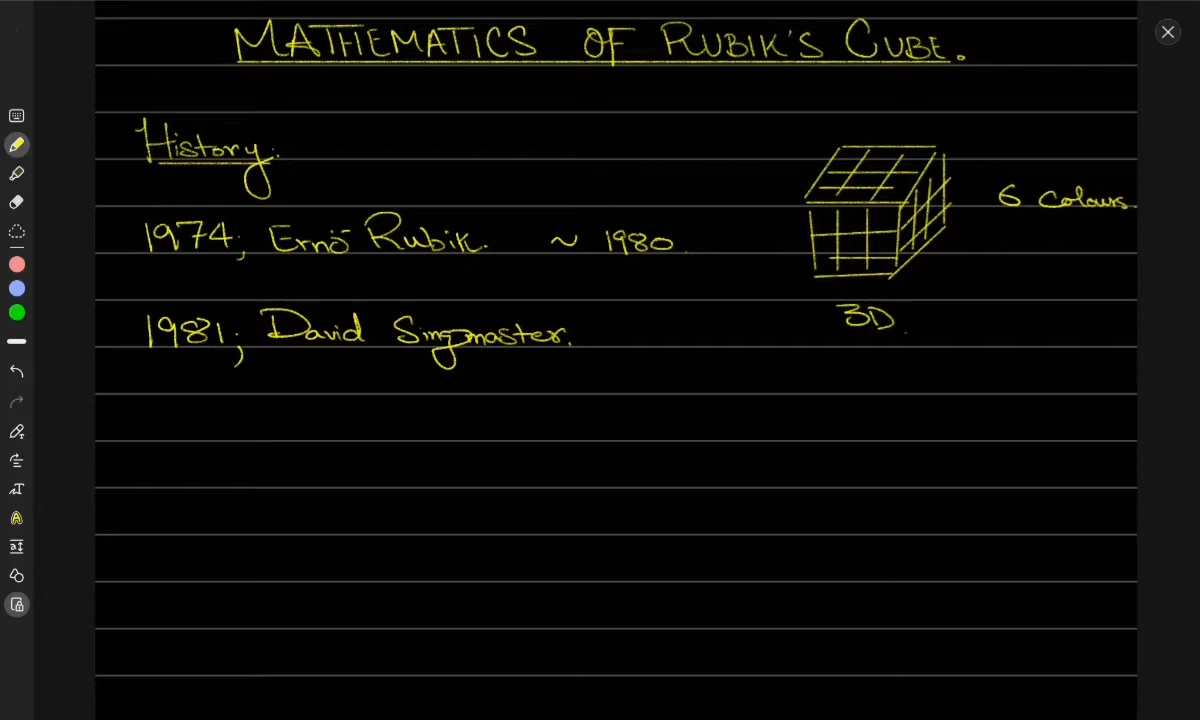 MATHEMATICS OF RUBIK'S CUBE.
History:
1974; Ernö Rubik. ~ 1980.
6 Colours.
1981; David Singmaster.
3D.